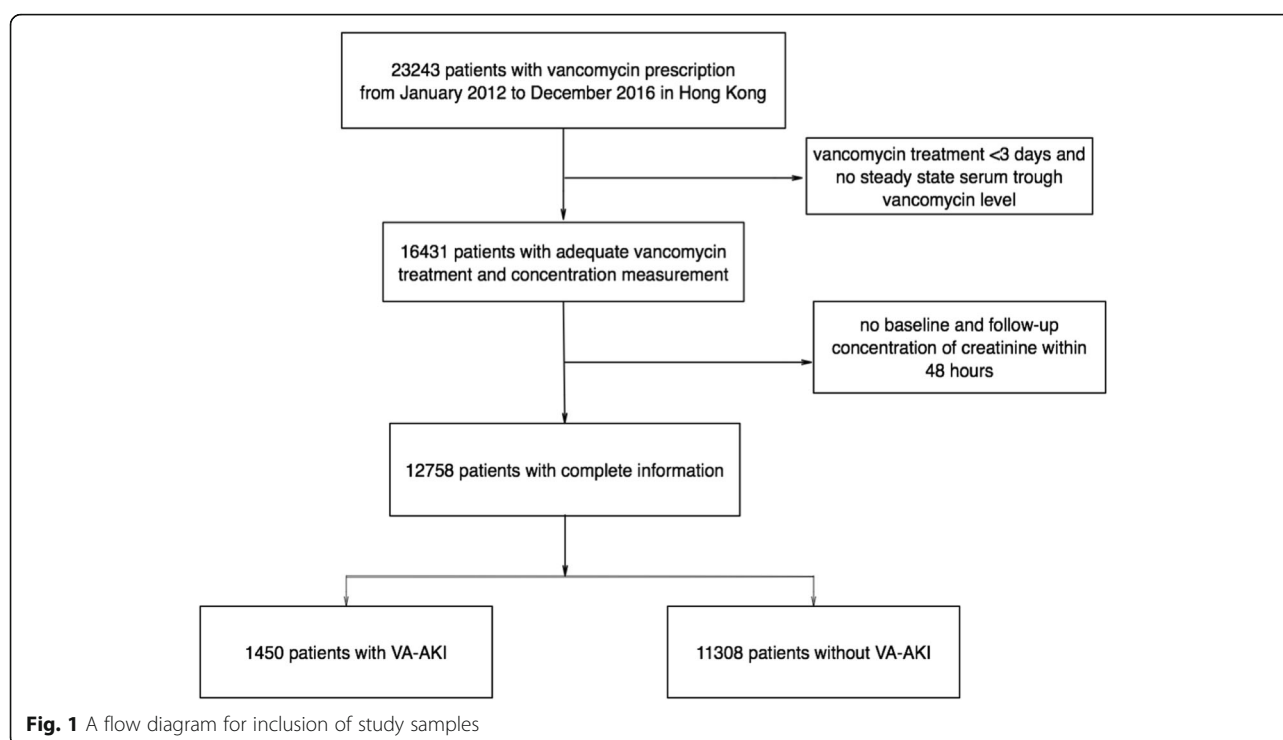 23243 patients with vancomycin prescription
from January 2012 to December 2016 in Hong Kong
vancomycin treatment <3 days and
no steady state serum trough
vancomycin level
16431 patients with adequate vancomycin
treatment and concentration measurement
no baseline and follow-up
concentration of creatinine within
48 hours
12758 patients with complete information
1450 patients with VA-AKI
11308 patients without VA-AKI
Fig. 1 A flow diagram for inclusion of study samples